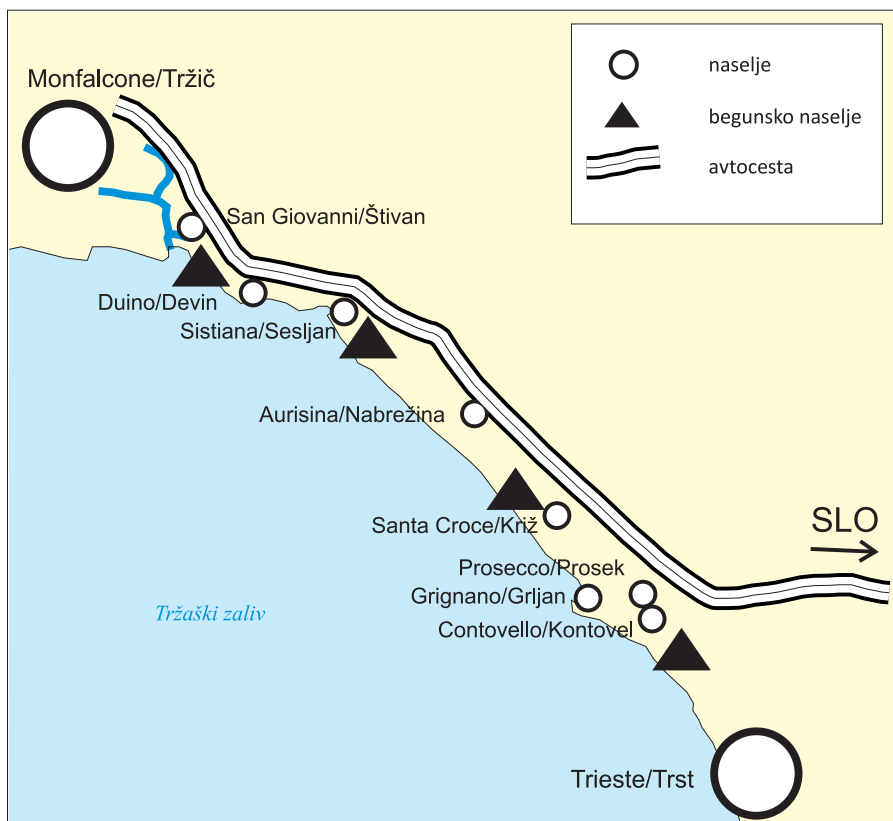 Monfalcone/Tržič
naselje
begunsko naselje
avtocesta
San Giovanni/Štivan
Duino/Devin
Sistiana/Sesljan
Aurisina/Nabrežina
Santa Croce/Križ
SLO
Prosecco/Prosek
Grignano/Grljan
Tržaški zaliv
Contovello/Kontovel
Trieste/Trst